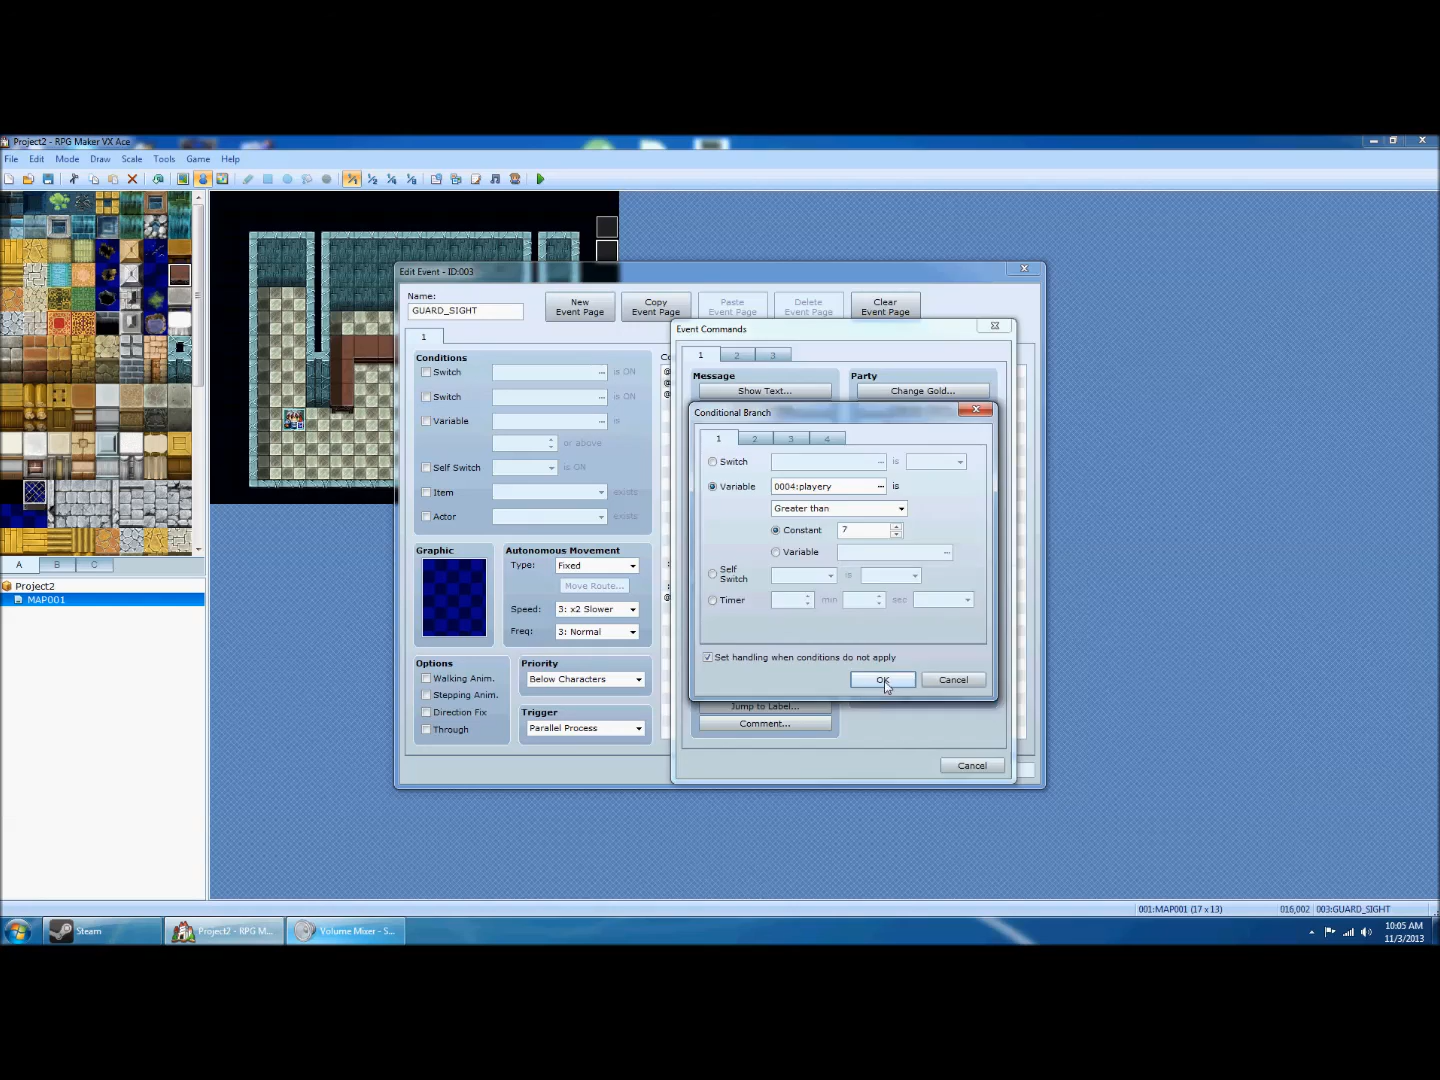 Project2 - RPG Maker VX Ace
File Edit Mode Draw Scale Tools Game Help
Edit Event - ID:003
Name:
GUARD_SIGHT
New Event Page
Copy Event Page
Paste Event Page
Delete Event Page
Clear Event Page
1
Conditions
Switch is ON
Switch is ON
Variable is
or above
Self Switch is ON
Item exists
Actor exists
Graphic
Autonomous Movement
Type: Fixed
Move Route...
Speed: 3: x2 Slower
Freq: 3: Normal
Options
Walking Anim.
Stepping Anim.
Direction Fix
Through
Priority
Below Characters
Trigger
Parallel Process
Event Commands
1 2 3
Message
Show Text...
Party
Change Gold...
Conditional Branch
1 2 3 4
Switch is
Variable 0004:playery ... is
Greater than
Constant 7
Variable
Self Switch is
Timer min sec
Set handling when conditions do not apply
OK Cancel
Jump to Label...
Comment...
Cancel
A B C
Project2
MAP001
001:MAP001 (17 x 13) 016,002 003:GUARD_SIGHT
Steam
Project2 - RPG M...
Volume Mixer - S...
10:05 AM
11/3/2013